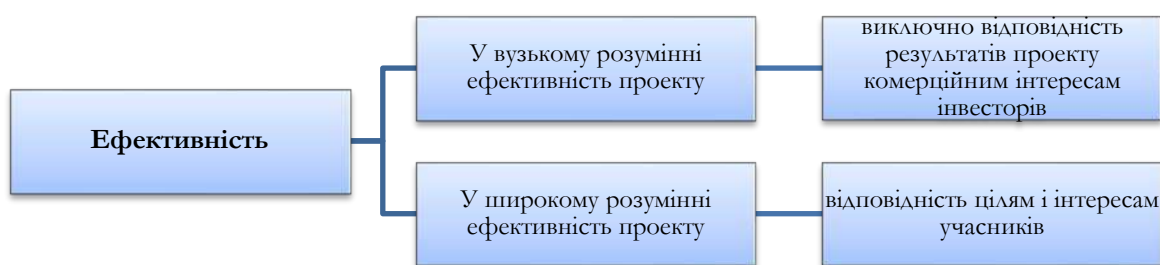 Ефективність
У вузькому розумінні
ефективність проекту
виключно відповідність
результатів проекту
комерційним інтересам
інвесторів
У широкому розумінні
ефективність проекту
відповідність цілям і інтересам
учасників